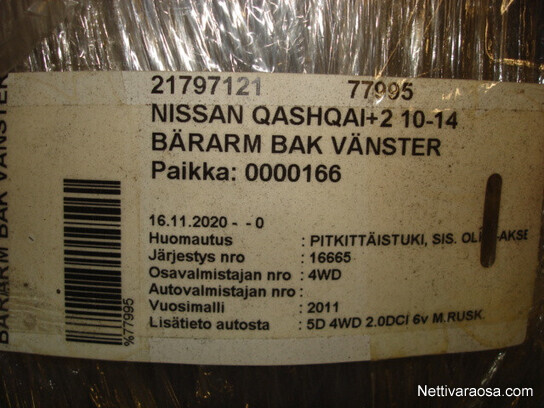 BÄRARM BAK VÄNSTER
21797121 77995
NISSAN QASHQAI+2 10-14
BÄRARM BAK VÄNSTER
Paikka: 0000166
16.11.2020 - - 0
Huomautus : PITKITTÄISTUKI, SIS.
Järjestys nro : 16665
Osavalmistajan nro : 4WD
Autovalmistajan nro :
Vuosimalli : 2011
Lisätieto autosta : 5D 4WD 2.0DCI 6v M.RUSK.
%77995
Nettivaraosa.com